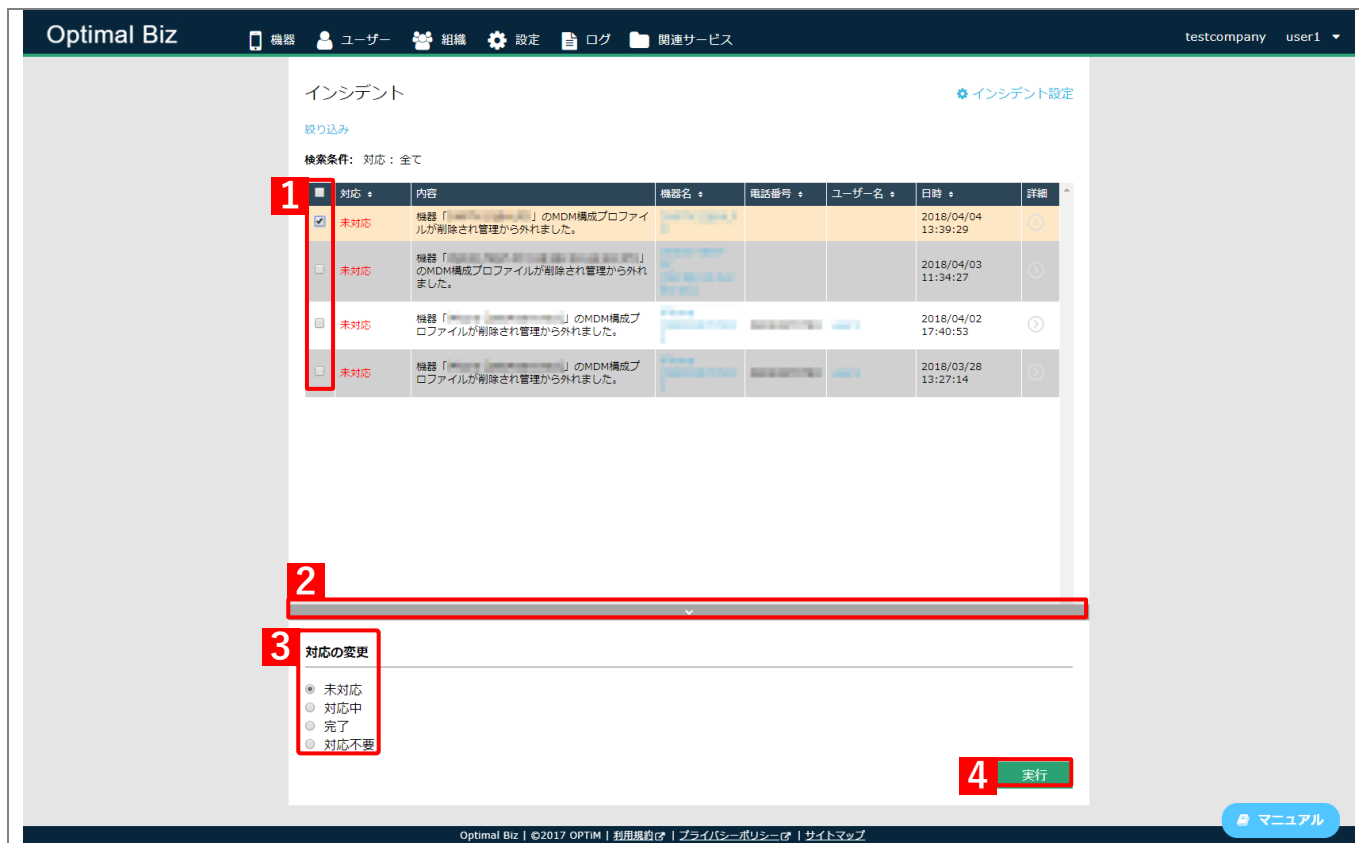 Optimal Biz 機器 ユーザー 組織 設定 ログ 関連サービス testcompany user1
インシデント インシデント設定
絞り込み
検索条件: 対応 : 全て
1
対応 内容 機器名 電話番号 ユーザー名 日時 詳細
未対応 機器「 」のMDM構成プロファイ 2018/04/04
ルが削除され管理から外れました。 13:39:29
機器「 」
未対応 のMDM構成プロファイルが削除され管理から外れ 2018/04/03
ました。 11:34:27
未対応 機器「 」のMDM構成プ 2018/04/02
ロファイルが削除され管理から外れました。 17:40:53
未対応 機器「 」のMDM構成プ 2018/03/28
ロファイルが削除され管理から外れました。 13:27:14
2
3 対応の変更
未対応
対応中
完了
対応不要
4 実行
マニュアル
Optimal Biz | ©2017 OPTiM | 利用規約 | プライバシーポリシー | サイトマップ